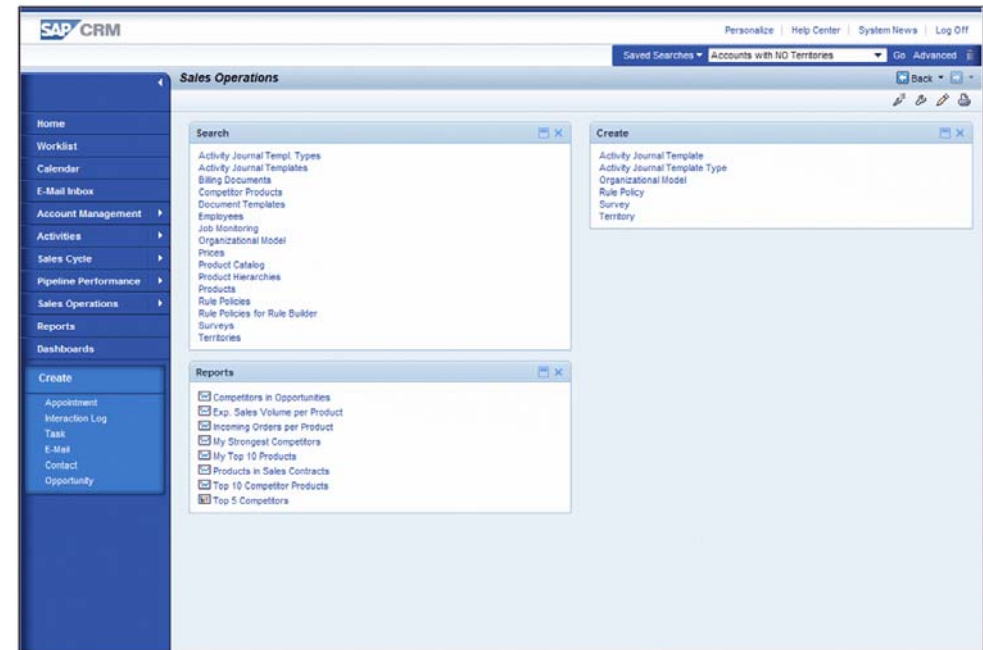 SAP CRM
Personalize | Help Center | System News | Log Off
Saved Searches Accounts with NO Territories Go Advanced
Sales Operations
Back
Home
Worklist
Calendar
E-Mail Inbox
Account Management
Activities
Sales Cycle
Pipeline Performance
Sales Operations
Reports
Dashboards
Create
Appointment
Interaction Log
Task
E-Mail
Contact
Opportunity
Search
Activity Journal Templ. Types
Activity Journal Templates
Billing Documents
Competitor Products
Document Templates
Employees
Job Monitoring
Organizational Model
Prices
Product Catalog
Product Hierarchies
Products
Rule Policies
Rule Policies for Rule Builder
Surveys
Territories
Create
Activity Journal Template
Activity Journal Template Type
Organizational Model
Rule Policy
Survey
Territory
Reports
Competitors in Opportunities
Exp. Sales Volume per Product
Incoming Orders per Product
My Strongest Competitors
My Top 10 Products
Products in Sales Contracts
Top 10 Competitor Products
Top 5 Competitors